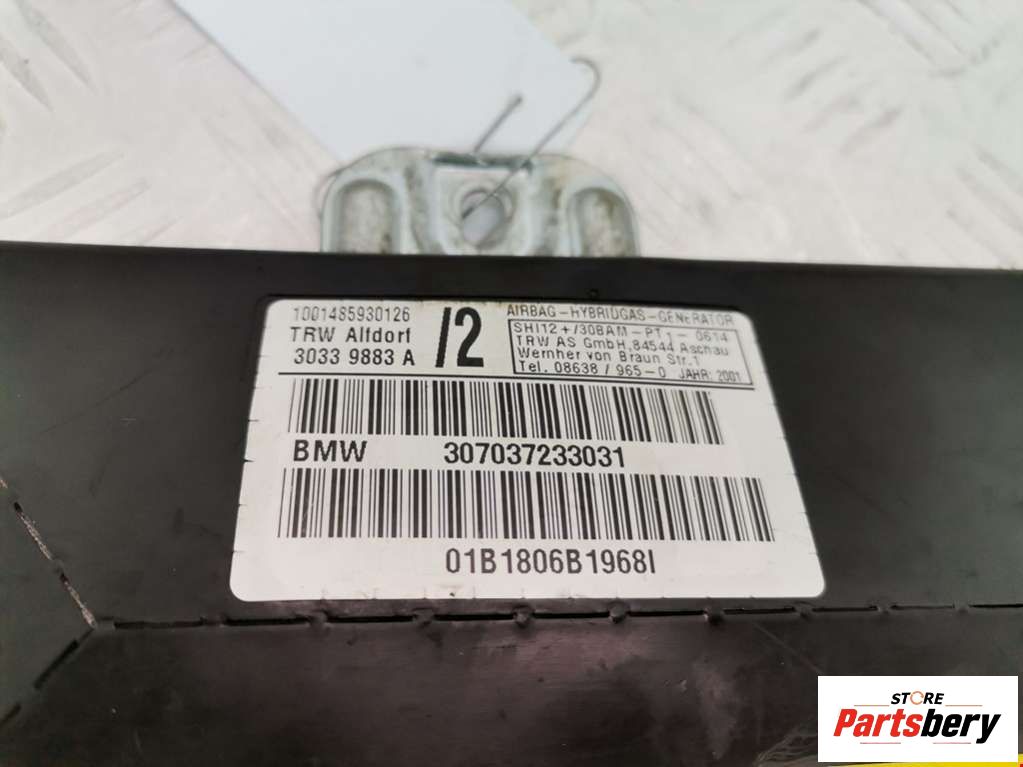 1001485930126
TRW Alfdorf
3033 9883 A
/2
AIRBAG-HYBRIDGAS-GENERATOR
SHI12+/30BAM-PT1 0614
TRW AS GmbH,84544 Aschau
Wernher von Braun Str.1
Tel. 08638 / 965-0 JAHR: 2001
BMW 307037233031
01B1806B1968I
STORE
Partsbery